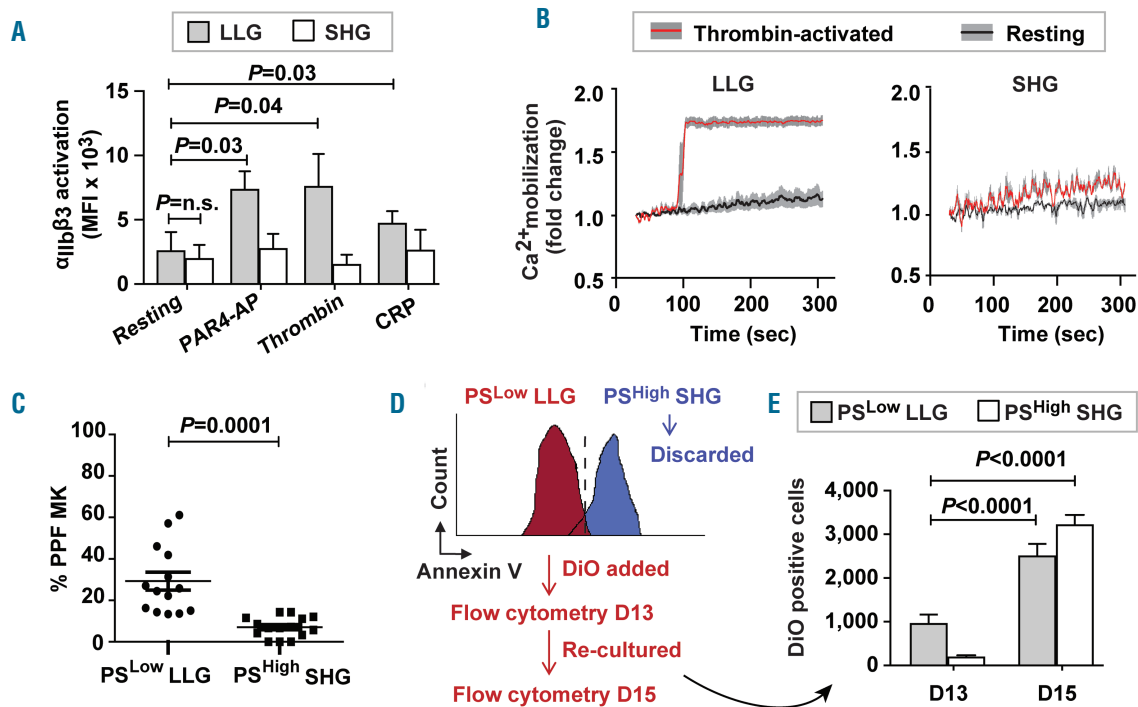 A
LLG SHG
P=0.03
P=0.04
P=0.03
P=n.s.
αIIbβ3 activation
(MFI x 10³)
15
10
5
0
Resting PAR4-AP Thrombin CRP
B
Thrombin-activated Resting
LLG SHG
Ca²⁺mobilization
(fold change)
2.0
1.5
1.0
0.5
0 100 200 300
Time (sec)
2.0
1.5
1.0
0.5
0 100 200 300
Time (sec)
C
P=0.0001
% PPF MK
100
80
60
40
20
0
PSLow LLG PSHigh SHG
D
PSLow LLG PSHigh SHG
Discarded
Count
Annexin V
DiO added
Flow cytometry D13
Re-cultured
Flow cytometry D15
E
PSLow LLG PSHigh SHG
P<0.0001
P<0.0001
DiO positive cells
4,000
3,000
2,000
1,000
0
D13 D15